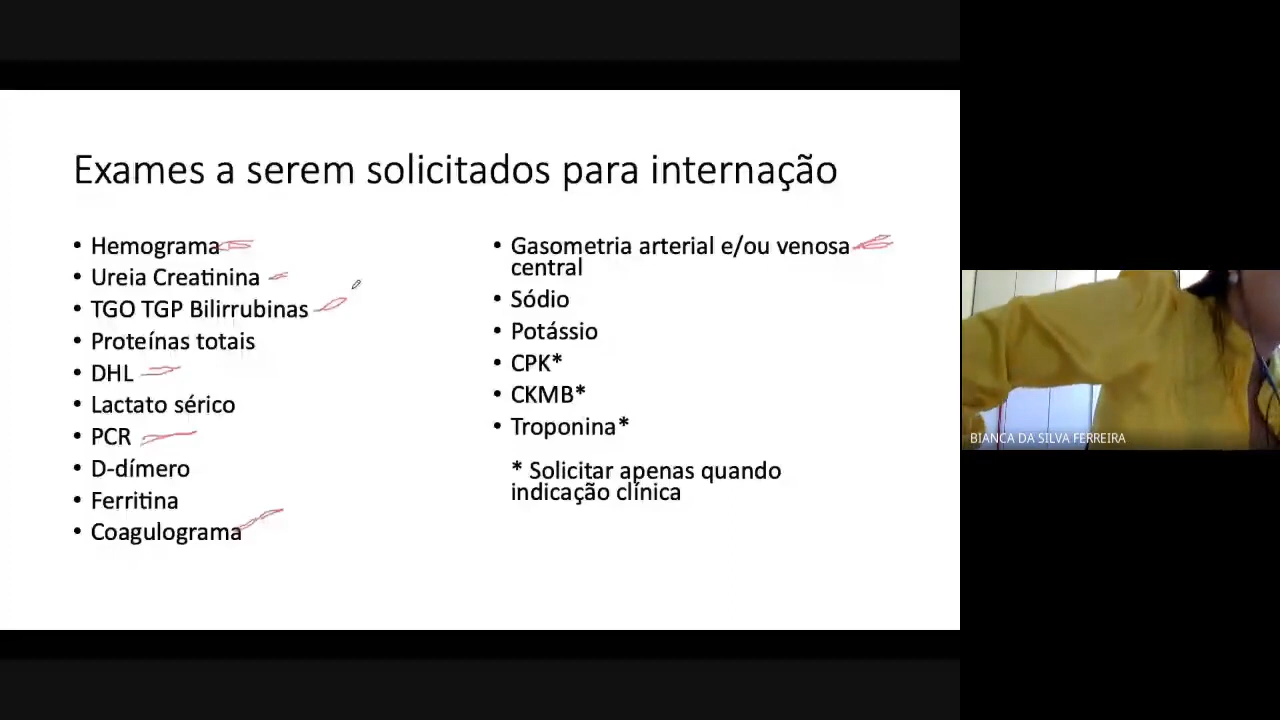 Exames a serem solicitados para internação
• Hemograma
• Ureia Creatinina
• TGO TGP Bilirrubinas
• Proteínas totais
• DHL
• Lactato sérico
• PCR
• D-dímero
• Ferritina
• Coagulograma
• Gasometria arterial e/ou venosa
central
• Sódio
• Potássio
• CPK*
• CKMB*
• Troponina*
* Solicitar apenas quando
indicação clínica
BIANCA DA SILVA FERREIRA